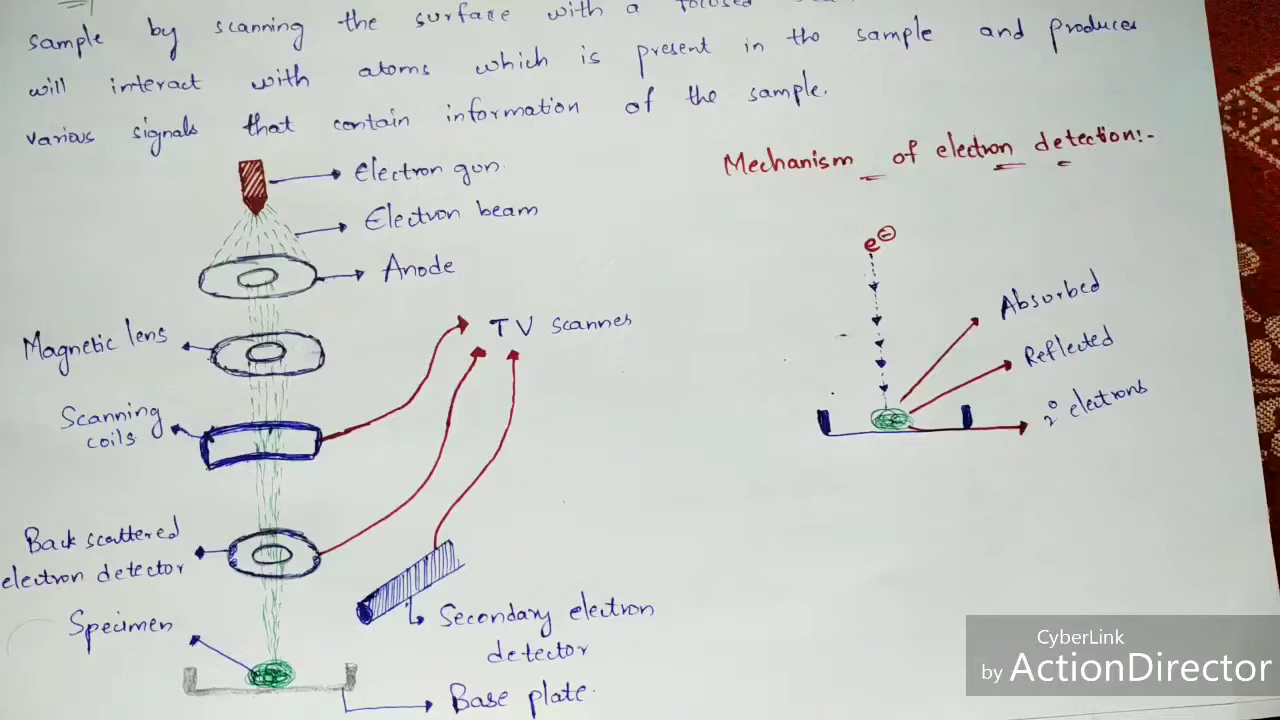 sample by scanning the surface with a focused
will interact with atoms which is present in the sample and produces
various signals that contain information of the sample.
Electron gun.
Electron beam
Anode
Magnetic lens
TV scanner
Scanning
coils
Back scattered
electron detector
Specimen
Secondary electron
detector
Base plate.
Mechanism of electron detection:-
e⊖
Absorbed
Reflected
2° electrons
CyberLink
by ActionDirector